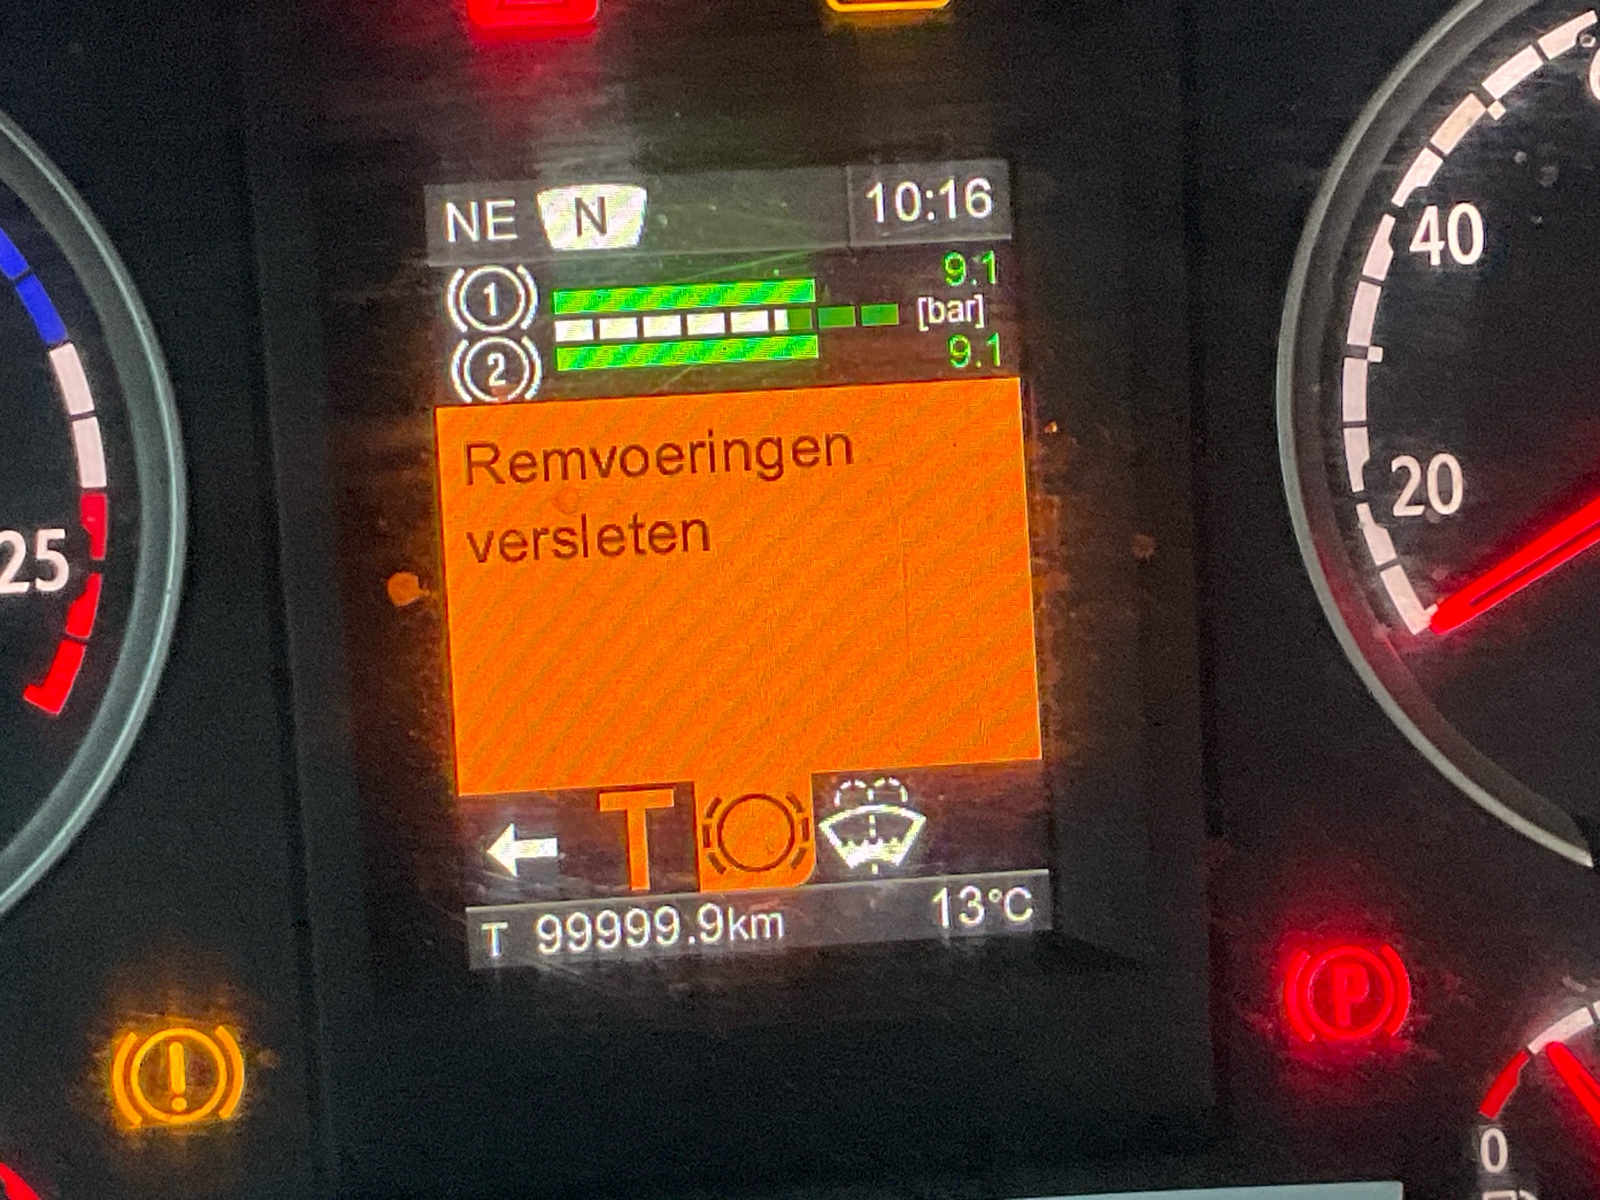 NE N 10:16
1 9.1
[bar]
2 9.1
Remvoeringen
versleten
T
T 99999.9km 13°C
25
40
20
P
0